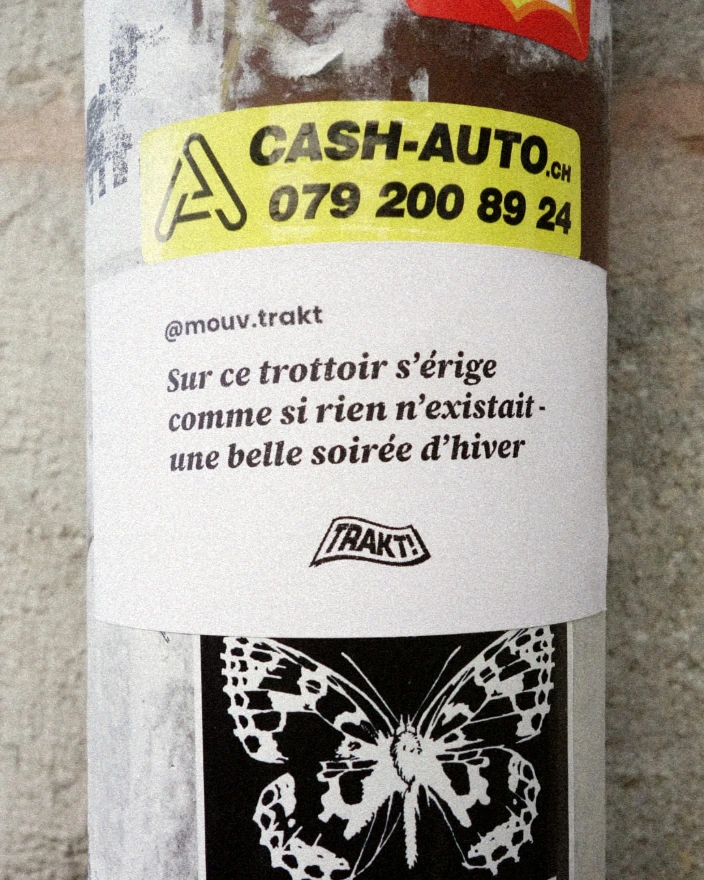 CASH-AUTO.CH
079 200 89 24
@mouv.trakt
Sur ce trottoir s'érige
comme si rien n'existait -
une belle soirée d'hiver
TRAKT!